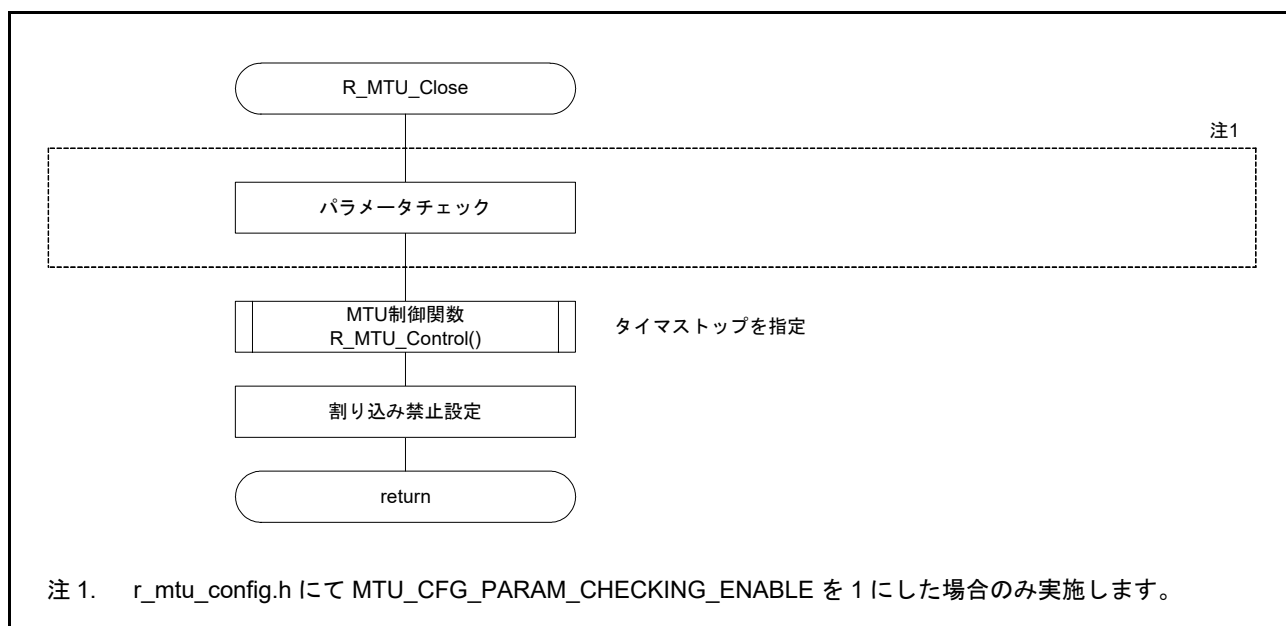 R_MTU_Close
注1
パラメータチェック
MTU制御関数
R_MTU_Control()
タイマストップを指定
割り込み禁止設定
return
注 1. r_mtu_config.h にて MTU_CFG_PARAM_CHECKING_ENABLE を 1 にした場合のみ実施します。